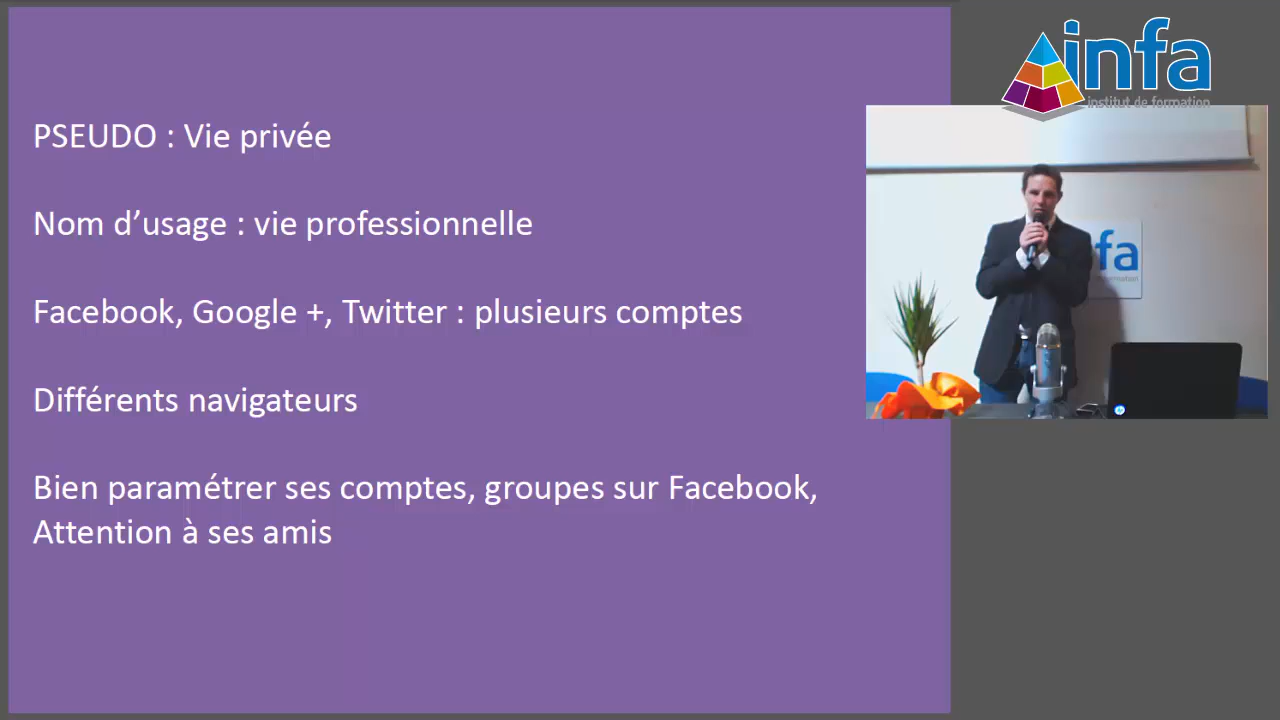 PSEUDO : Vie privée
Nom d’usage : vie professionnelle
Facebook, Google +, Twitter : plusieurs comptes
Différents navigateurs
Bien paramétrer ses comptes, groupes sur Facebook,
Attention à ses amis
infa
institut de formation
fa